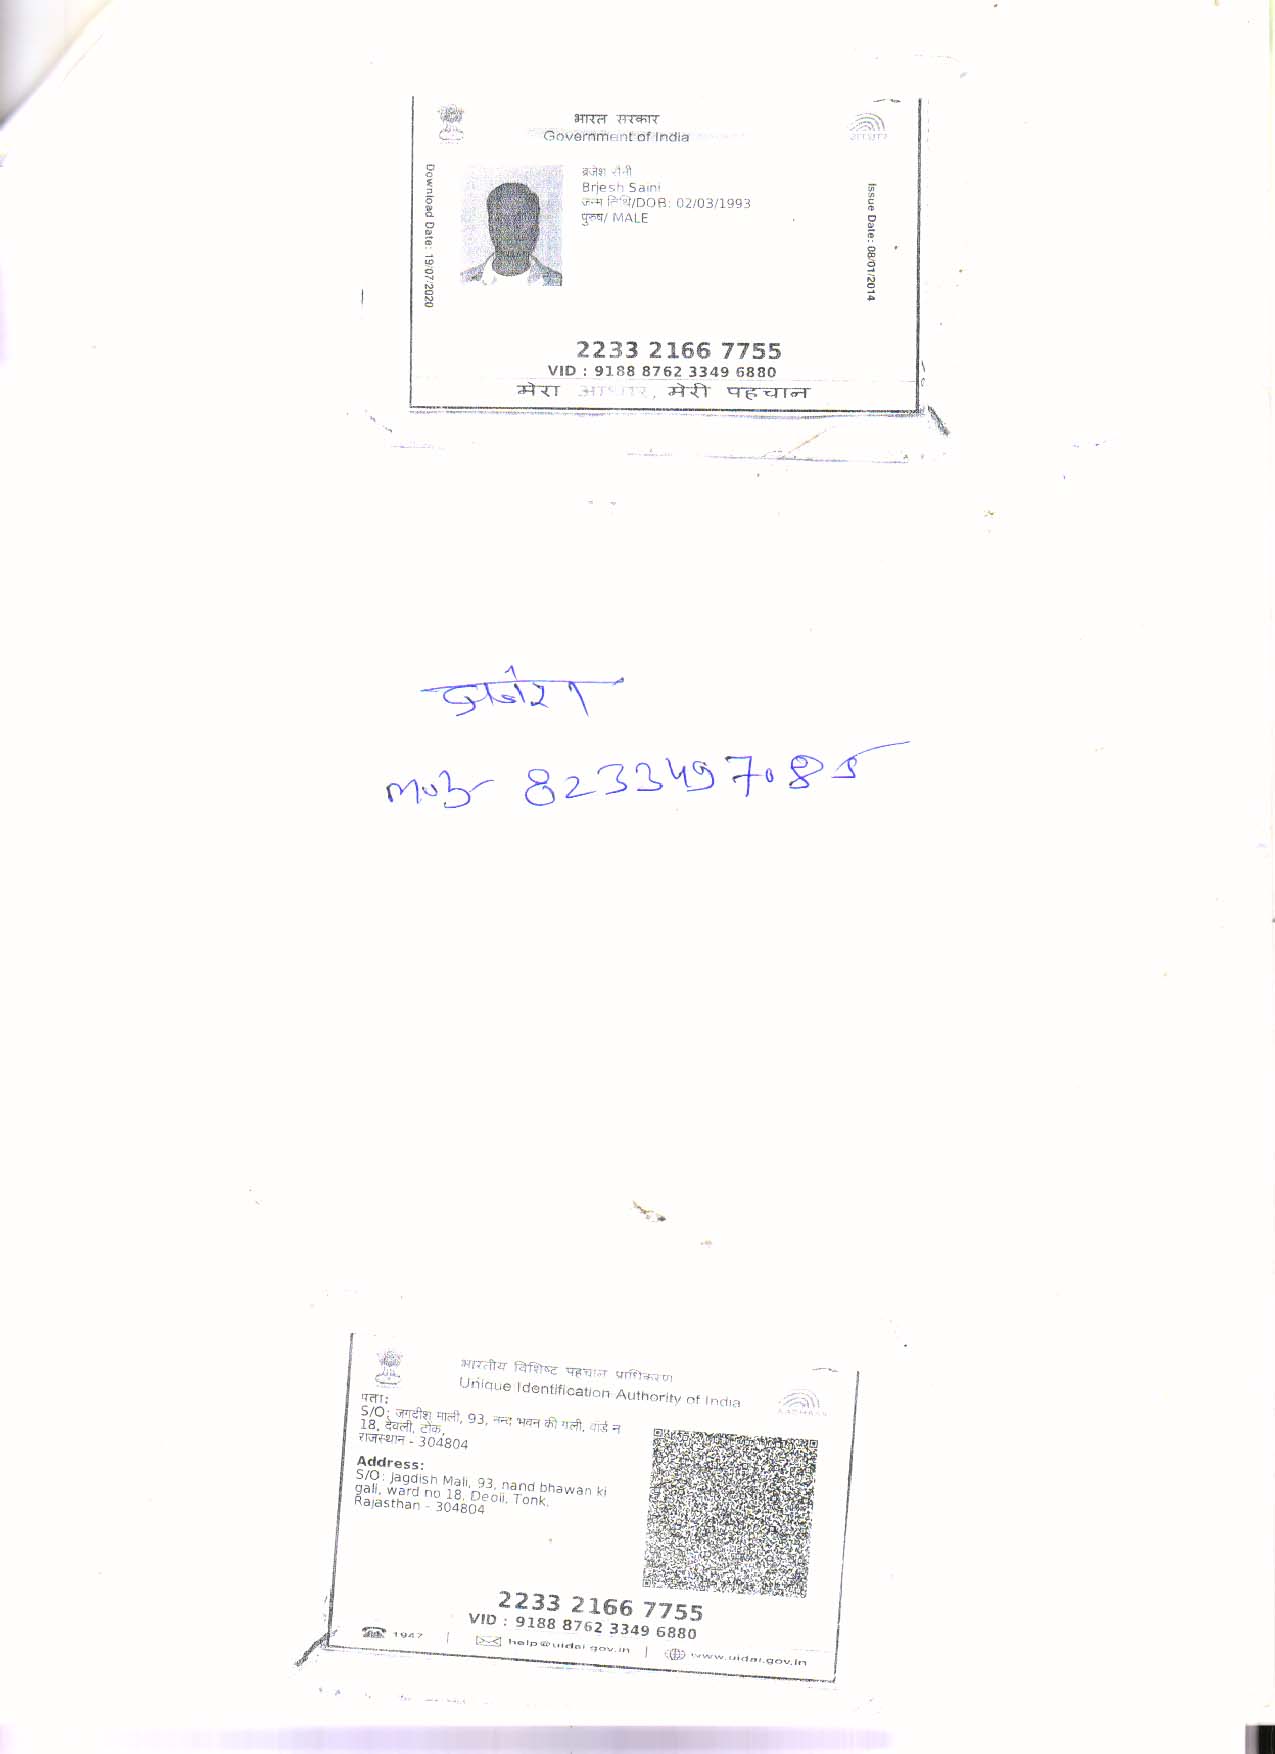 भारत सरकार
Government of India
ब्रजेश सैनी
Brjesh Saini
जन्म तिथि/DOB: 02/03/1993
पुरुष/ MALE
Download Date: 19/07/2020
Issue Date: 08/01/2014
2233 2166 7755
VID : 9188 8762 3349 6880
मेरा आधार, मेरी पहचान
ब्रजेश
Mob 8233497085
भारतीय विशिष्ट पहचान प्राधिकरण
Unique Identification Authority of India
AADHAAR
पता:
S/O: जगदीश माली, 93, नन्द भवन की गली, वार्ड न
18, देवली, टोंक,
राजस्थान - 304804
Address:
S/O: Jagdish Mali, 93, nand bhawan ki
gali, ward no 18, Deoli, Tonk,
Rajasthan - 304804
2233 2166 7755
VID : 9188 8762 3349 6880
1947 | help@uidai.gov.in | www.uidai.gov.in